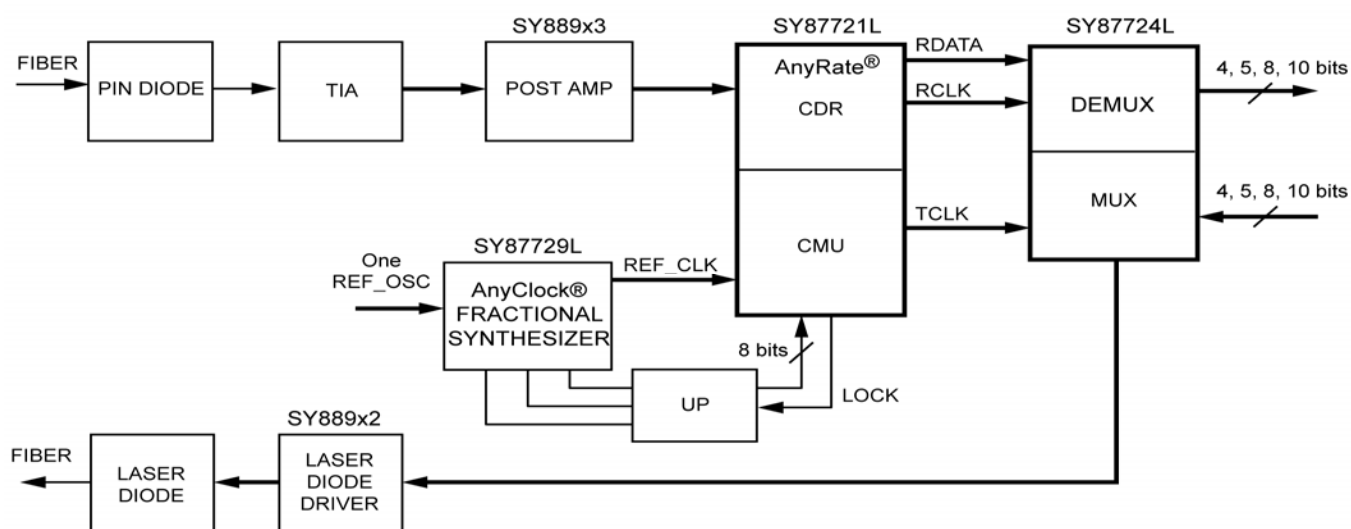 SY889x3
SY87721L
SY87724L
FIBER
PIN DIODE
TIA
POST AMP
AnyRate®
CDR
RDATA
RCLK
DEMUX
4, 5, 8, 10 bits
CMU
TCLK
MUX
4, 5, 8, 10 bits
SY87729L
One
REF_OSC
AnyClock®
FRACTIONAL
SYNTHESIZER
REF_CLK
8 bits
UP
LOCK
SY889x2
FIBER
LASER
DIODE
LASER
DIODE
DRIVER